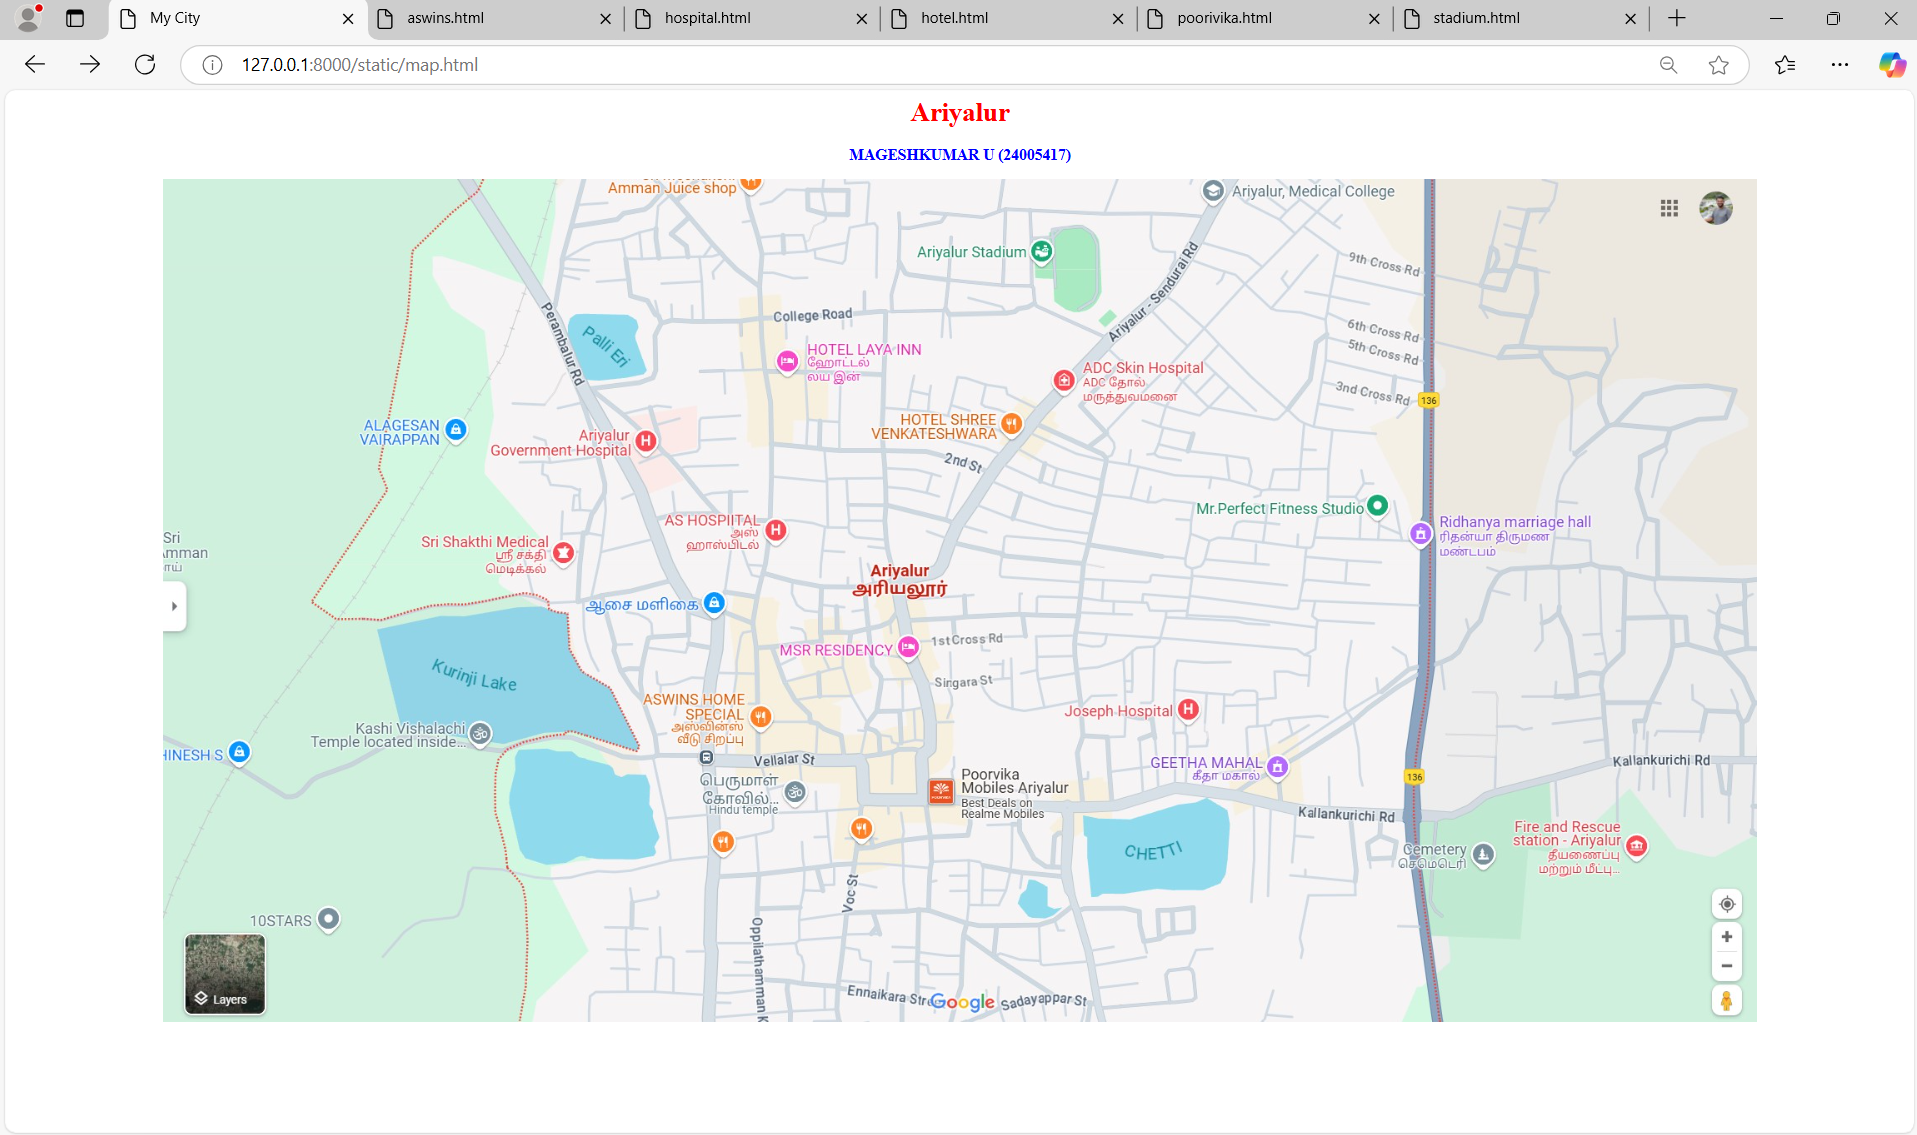 My City
aswins.html
hospital.html
hotel.html
poorivika.html
stadium.html
127.0.0.1:8000/static/map.html
Ariyalur
MAGESHKUMAR U (24005417)
Amman Juice shop
Ariyalur, Medical College
Ariyalur Stadium
9th Cross Rd
Ariyalur - Sendurai Rd
Perambalur Rd
College Road
Palli Eri
6th Cross Rd
5th Cross Rd
HOTEL LAYA INN
ஹோட்டல்
லயா இன்
ADC Skin Hospital
ADC தோல்
மருத்துவமனை
3nd Cross Rd
136
HOTEL SHREE
VENKATESHWARA
ALAGESAN
VAIRAPPAN
Ariyalur
Government Hospital
2nd St
Mr.Perfect Fitness Studio
AS HOSPIITAL
அஸ்
ஹாஸ்பிடல்
Ridhanya marriage hall
ரிதன்யா திருமண
மண்டபம்
Sri
Amman
Sri Shakthi Medical
ஸ்ரீ சக்தி
மெடிக்கல்
Ariyalur
அரியலூர்
ஆசை மளிகை
1st Cross Rd
MSR RESIDENCY
Kurinji Lake
Singara St
ASWINS HOME
SPECIAL
அஸ்வின்ஸ்
வீடு சிறப்பு
Joseph Hospital
Kashi Vishalachi
Temple located inside...
HINESH S
Vellalar St
GEETHA MAHAL
கீதா மகால்
Kallankurichi Rd
பெருமாள்
கோவில்...
Hindu temple
Poorvika
Mobiles Ariyalur
Best Deals on
Realme Mobiles
136
Kallankurichi Rd
Fire and Rescue
station - Ariyalur
தீயணைப்பு
மற்றும் மீட்பு...
CHETTI
Cemetery
செமெடெரி
Voc St
10STARS
Oppilathamman K
Layers
Ennaikara Stre
Google
Sadayappar St